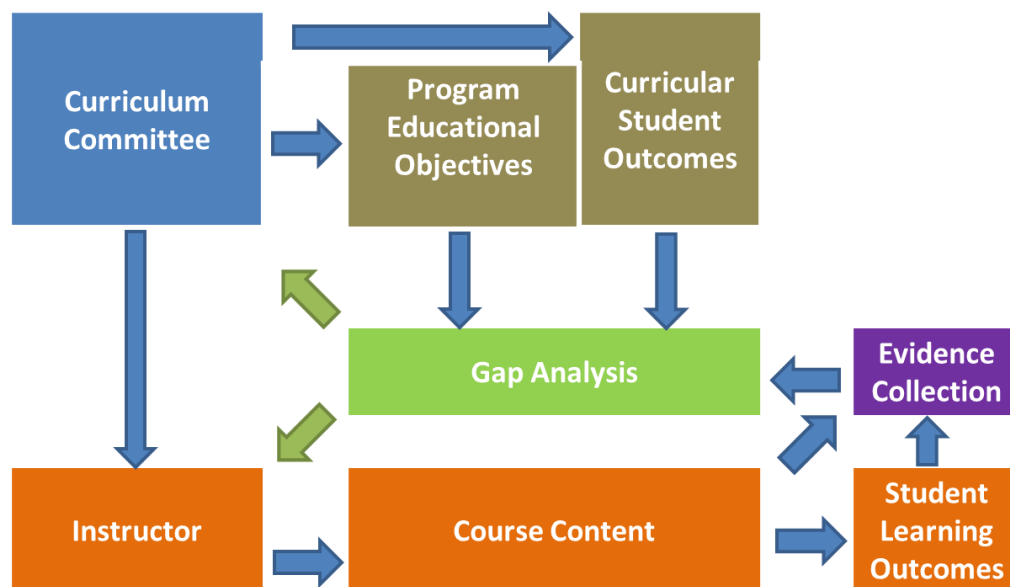 Curriculum
Committee
Program
Educational
Objectives
Curricular
Student
Outcomes
Gap Analysis
Evidence
Collection
Instructor
Course Content
Student
Learning
Outcomes